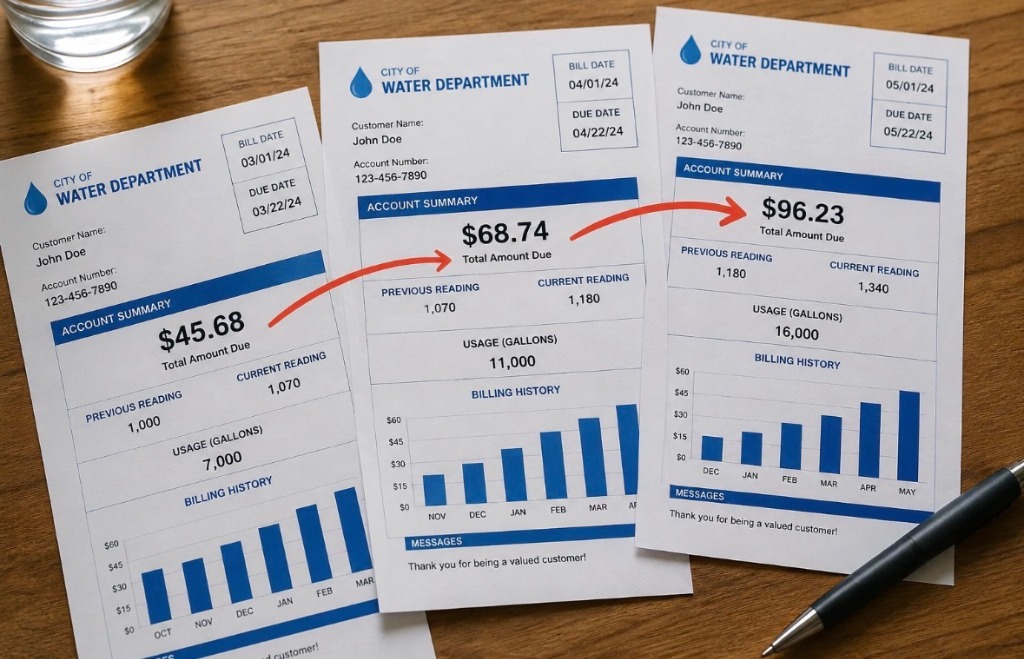 CITY OF
WATER DEPARTMENT
BILL DATE
03/01/24
DUE DATE
03/22/24
Customer Name:
John Doe
Account Number:
123-456-7890
ACCOUNT SUMMARY
$45.68
Total Amount Due
PREVIOUS READING
1,000
CURRENT READING
1,070
USAGE (GALLONS)
7,000
BILLING HISTORY
$60
$45
$30
$15
$0
OCT NOV DEC JAN FEB MAR
you for being a valued customer!
CITY OF
WATER DEPARTMENT
BILL DATE
04/01/24
DUE DATE
04/22/24
Customer Name:
John Doe
Account Number:
123-456-7890
ACCOUNT SUMMARY
$68.74
Total Amount Due
PREVIOUS READING
1,070
CURRENT READING
1,180
USAGE (GALLONS)
11,000
BILLING HISTORY
$60
$45
$30
$15
$0
NOV DEC JAN FEB MAR
MESSAGES
Thank you for being a valued customer!
CITY OF
WATER DEPARTMENT
BILL DATE
05/01/24
DUE DATE
05/22/24
Customer Name:
John Doe
Account Number:
123-456-7890
ACCOUNT SUMMARY
$96.23
Total Amount Due
PREVIOUS READING
1,180
CURRENT READING
1,340
USAGE (GALLONS)
16,000
BILLING HISTORY
$60
$45
$30
$15
$0
DEC JAN FEB MAR APR MAY
MESSAGES
Thank you for being a valued customer!